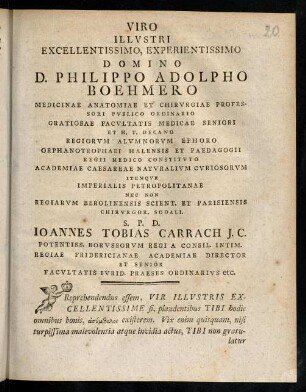 20
VIRO
ILLVSTRI
EXCELLENTISSIMO, EXPERIENTISSIMO
DOMINO
D. PHILIPPO ADOLPHO
BOEHMERO
MEDICINAE ANATOMIAE ET CHIRVRGIAE PROFES-
SORI PVBLICO ORDINARIO
GRATIOSAE FACVLTATIS MEDICAE SENIORI
ET H. T. DECANO
REGIORVM ALVMNORVM EPHORO
ORPHANOTROPHAEI HALENSIS ET PAEDAGOGII
REGII MEDICO CONSTITVTO
ACADEMIAE CAESAREAE NATVRALIVM CVRIOSORVM
ITEMQVE
IMPERIALIS PETROPOLITANAE
NEC NON
REGIARVM BEROLINENSIS SCIENT. ET PARISIENSIS
CHIRVRGOR. SODALI.
S. P. D.
IOANNES TOBIAS CARRACH J. C.
POTENTISS. BORVSSORVM REGI A CONSIL. INTIM.
REGIAE FRIDERICIANAE ACADEMIAE DIRECTOR
ET SENIOR
FACVLTATIS IVRID. PRAESES ORDINARIVS ETC.
Reprehendendus essem, VIR ILLVSTRIS EX-
CELLENTISSIME si, plaudentibus TIBI hodie
omnibus bonis, existerem. Vix enim quisquam, nisi
turpissima malevolentia atque invidia actus, TIBI non gratu-
latur